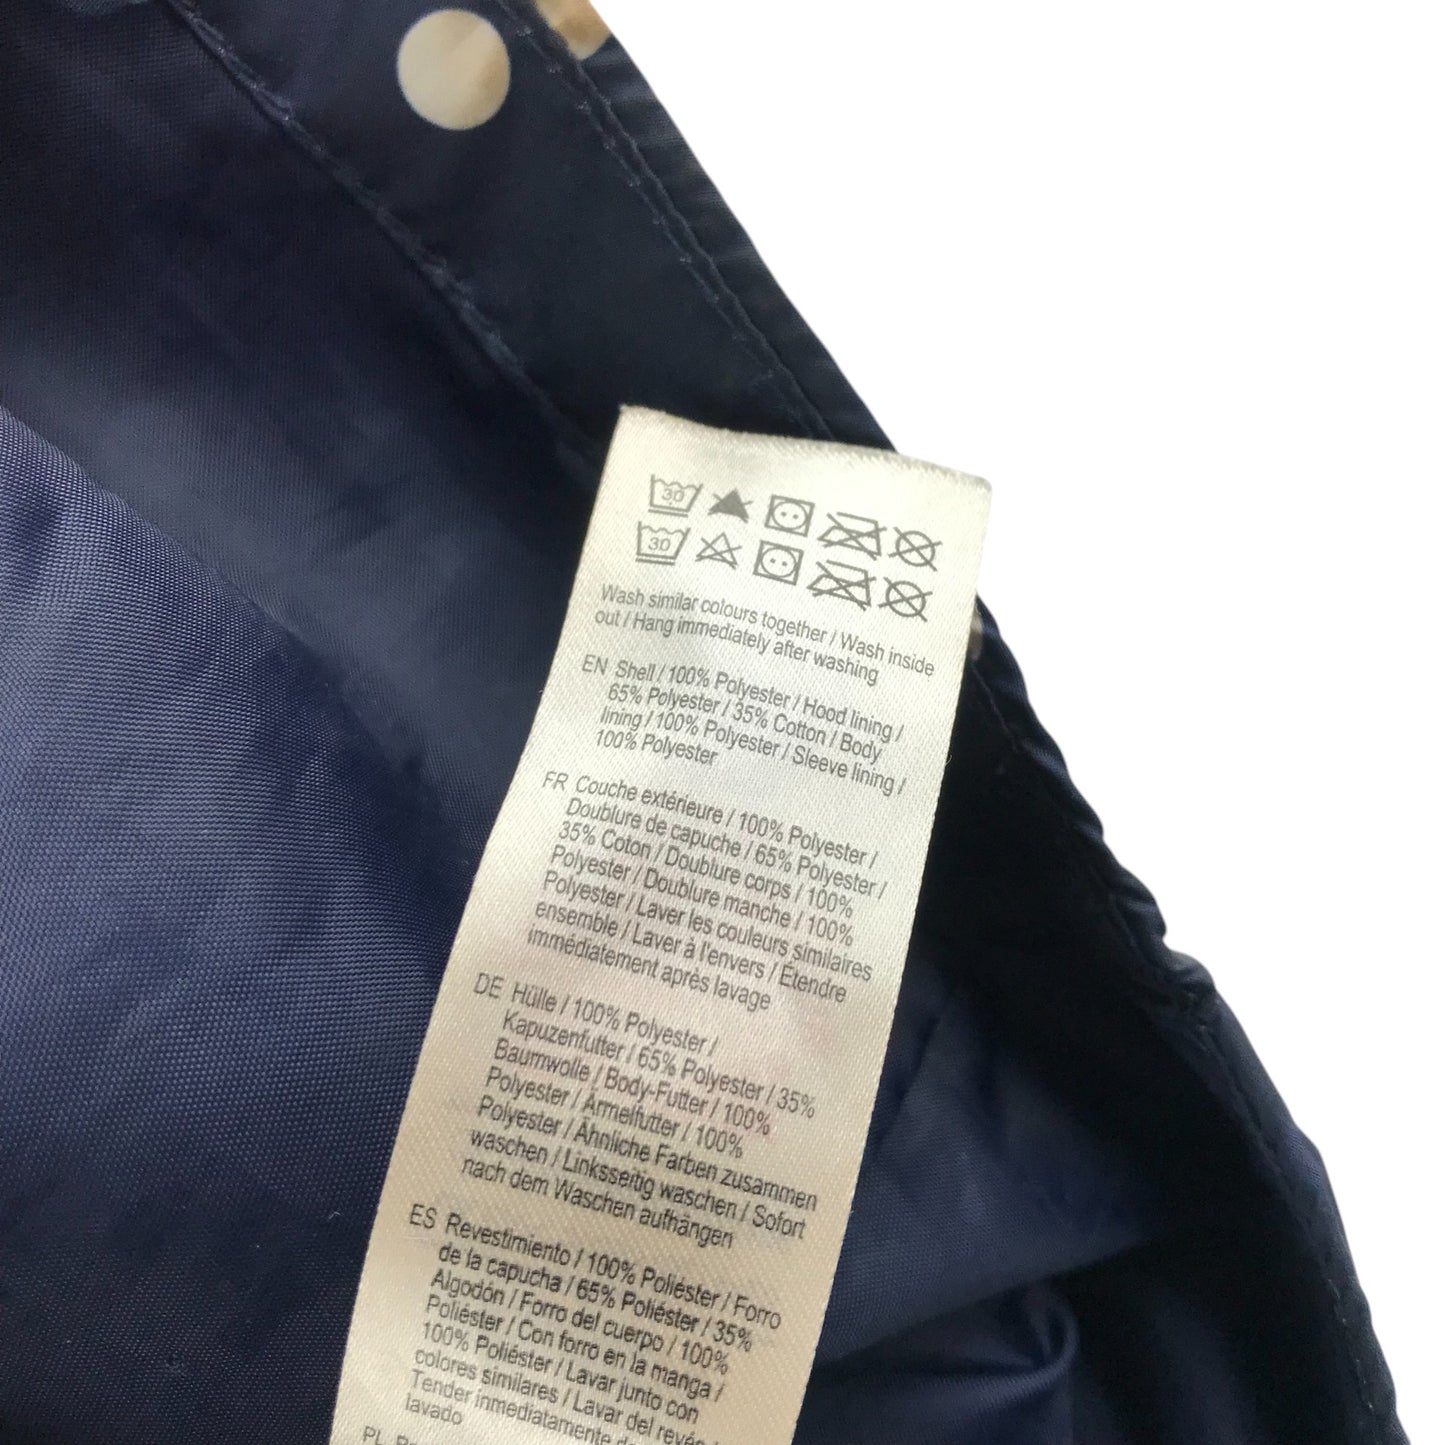 30
30
Wash similar colours together / Wash inside
out / Hang immediately after washing
EN Shell / 100% Polyester / Hood lining /
65% Polyester / 35% Cotton / Body
lining / 100% Polyester / Sleeve lining /
100% Polyester
FR Couche extérieure / 100% Polyester /
Doublure de capuche / 65% Polyester /
35% Coton / Doublure corps / 100%
Polyester / Doublure manche / 100%
Polyester / Laver les couleurs similaires
ensemble / Laver à l'envers / Etendre
immédiatement après lavage
DE Hülle / 100% Polyester /
Kapuzenfutter / 65% Polyester / 35%
Baumwolle / Body-Futter / 100%
Polyester / Ärmelfutter / 100%
Polyester / Ähnliche Farben zusammen
waschen / Linksseitig waschen / Sofort
nach dem Waschen aufhängen
ES Revestimiento / 100% Poliéster / Forro
de la capucha / 65% Poliéster / 35%
Algodón / Forro del cuerpo / 100%
Poliéster / Con forro en la manga /
100% Poliéster / Lavar junto con
colores similares / Lavar del revés /
Tender inmediatamente
lavado
PL